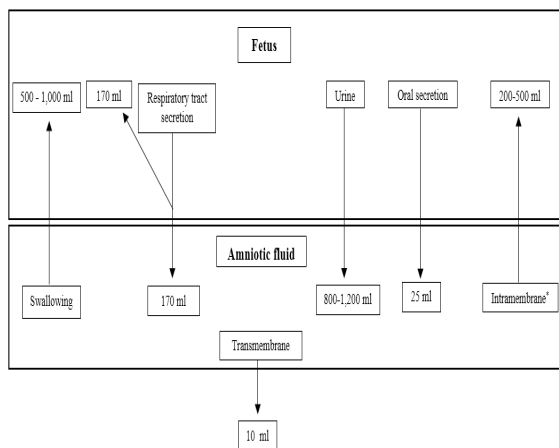 Fetus
500 - 1,000 ml
170 ml
Respiratory tract
secretion
Urine
Oral secretion
200-500 ml
Amniotic fluid
Swallowing
170 ml
800-1,200 ml
25 ml
Intramembrane*
Transmembrane
10 ml